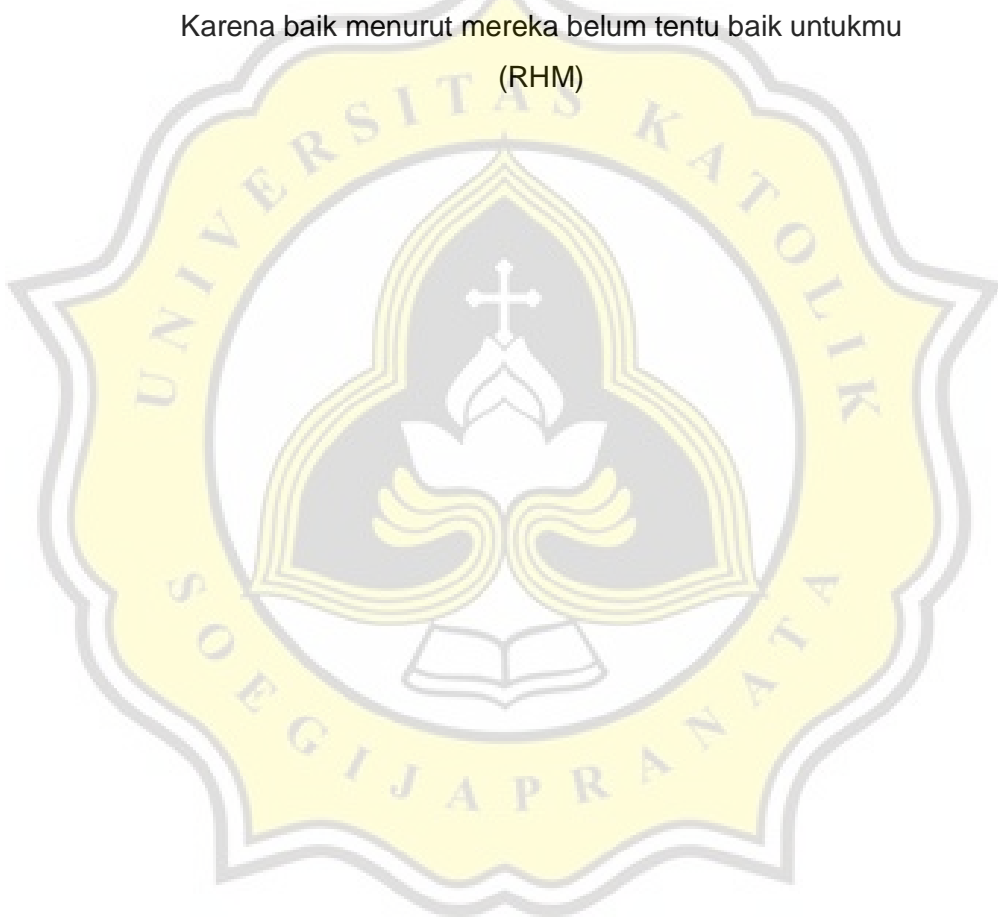 Karena baik menurut mereka belum tentu baik untukmu
(RHM)
UNIVERSITAS KATOLIK
SOEGIJAPRANATA